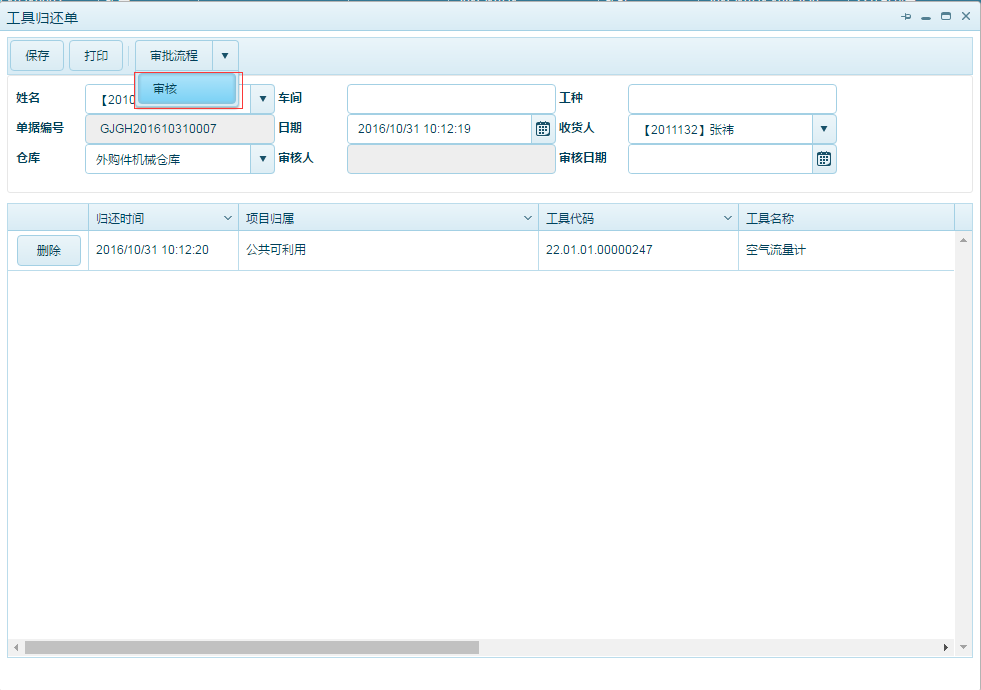 工具归还单
保存 打印 审批流程
审核
姓名 【2010 车间 工种
单据编号 GJGH201610310007 日期 2016/10/31 10:12:19 收货人 【2011132】张祎
仓库 外购件机械仓库 审核人 审核日期
归还时间 项目归属 工具代码 工具名称
删除 2016/10/31 10:12:20 公共可利用 22.01.01.00000247 空气流量计